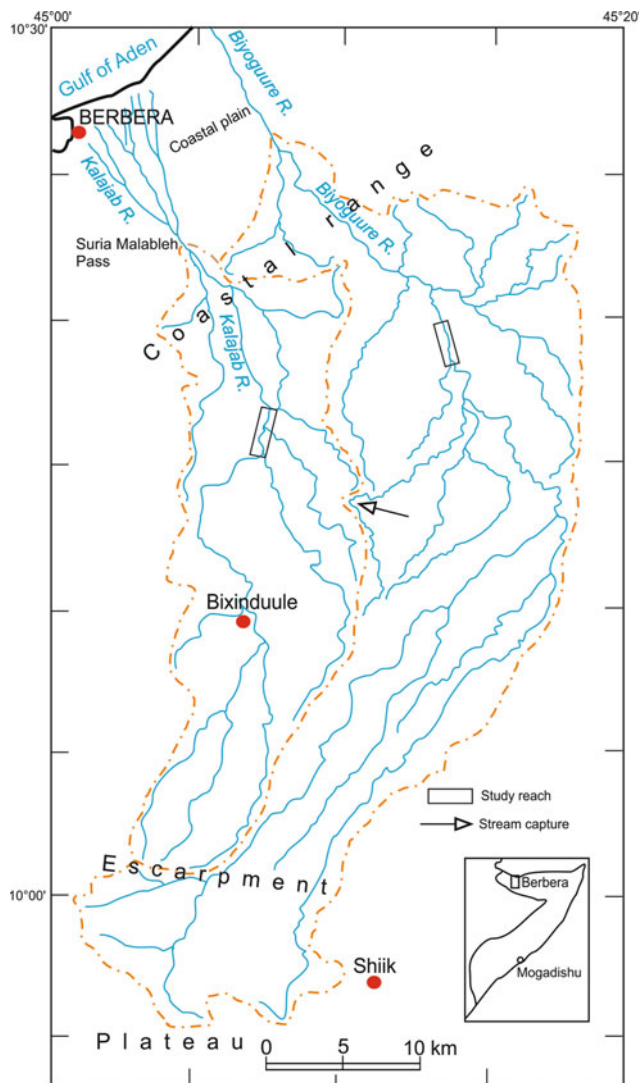 45°00'
45°20'
10°30'
Gulf of Aden
Biyoguure R.
BERBERA
Coastal plain
Kalajab R.
Biyoguure R.
Suria Malableh
Pass
Coastal range
Kalajab R.
Bixinduule
Study reach
Stream capture
Escarpment
10°00'
Berbera
Mogadishu
Shiik
Plateau
0 5 10 km